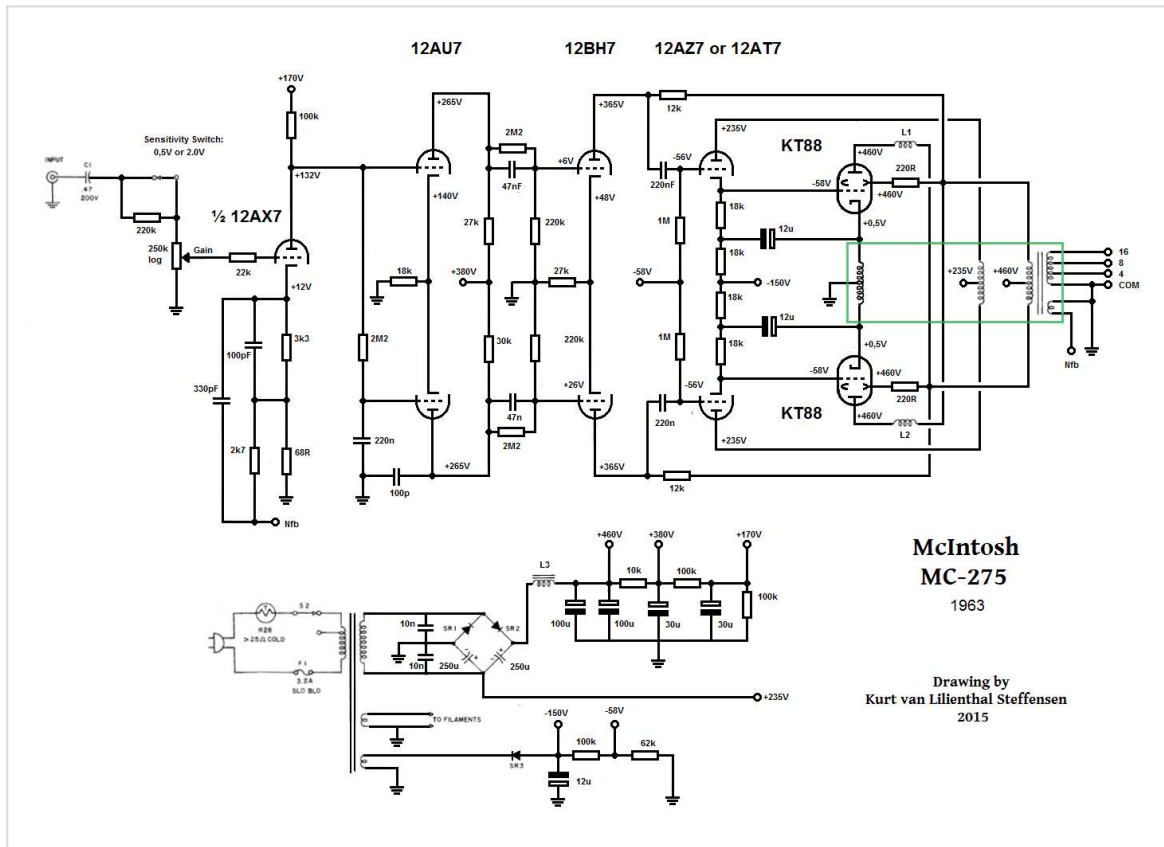 12AU7
12BH7
12AZ7 or 12AT7
+170V
100k
Sensitivity Switch:
0,5V or 2.0V
INPUT
C1
.47
200V
220k
250k
log
Gain
22k
½ 12AX7
+132V
+12V
3k3
100pF
330pF
2k7
68R
Nfb
+265V
+140V
18k
2M2
220n
100p
+265V
2M2
47nF
27k
+380V
30k
47n
2M2
+6V
220k
27k
220k
+26V
+365V
+48V
+365V
12k
220nF
-56V
1M
-58V
1M
-56V
220n
12k
+235V
18k
18k
-150V
18k
18k
+235V
12u
12u
KT88
-58V
+460V
L1
220R
+460V
+0,5V
+0,5V
-58V
+460V
220R
+460V
L2
KT88
+235V
+460V
16
8
4
COM
Nfb
S2
R26
>25Ω COLD
F1
3.2A
SLO BLO
10n
10n
SR1
SR2
250u
250u
L3
+460V
+380V
+170V
10k
100k
100k
100u
100u
30u
30u
+235V
TO FILAMENTS
-150V
-58V
SR3
100k
62k
12u
McIntosh
MC-275
1963
Drawing by
Kurt van Lilienthal Steffensen
2015